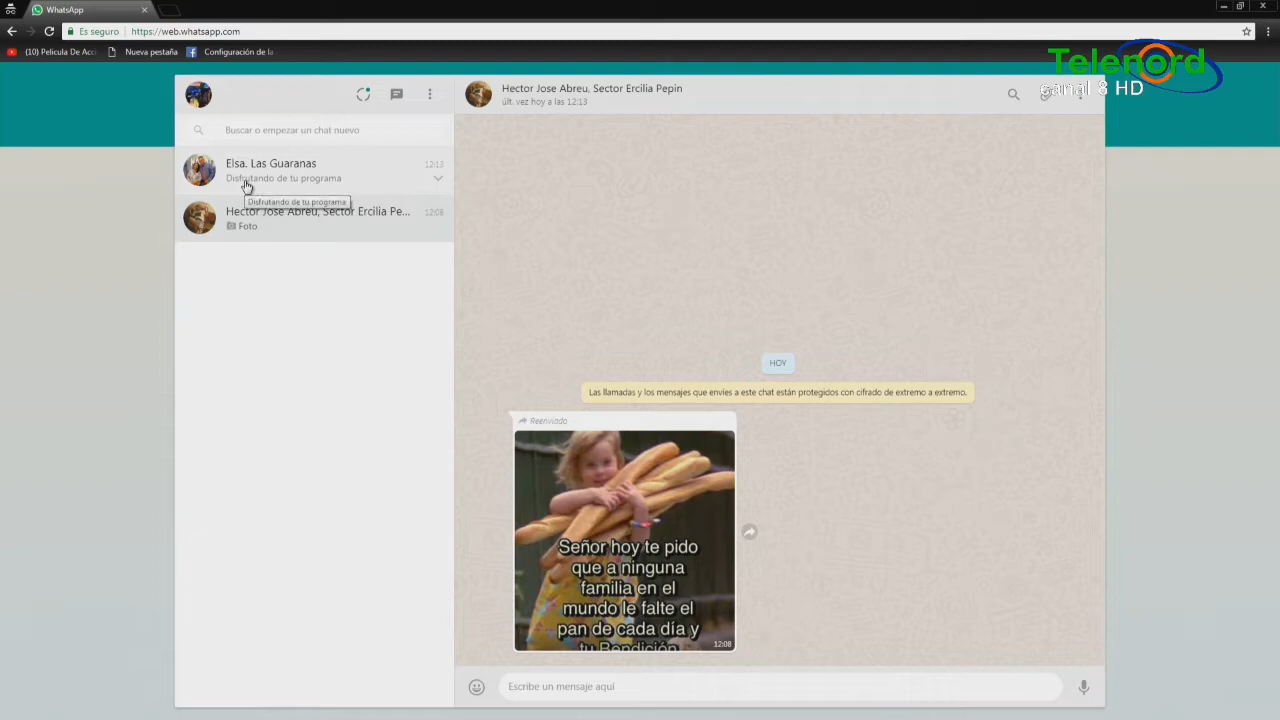 WhatsApp
Es seguro
https://web.whatsapp.com
(10) Pelicula De Acci
Nueva pestaña
Configuración de la
Telenord
canal 8 HD
Hector Jose Abreu, Sector Ercilia Pepin
últ. vez hoy a las 12:13
Buscar o empezar un chat nuevo
Elsa. Las Guaranas
12:13
Disfrutando de tu programa
Disfrutando de tu programa
Hector Jose Abreu, Sector Ercilia Pe...
12:08
Foto
HOY
Las llamadas y los mensajes que envíes a este chat están protegidos con cifrado de extremo a extremo.
Reenviado
Señor hoy te pido
que a ninguna
familia en el
mundo le falte el
pan de cada día y
tu Bendición
12:08
Escribe un mensaje aquí